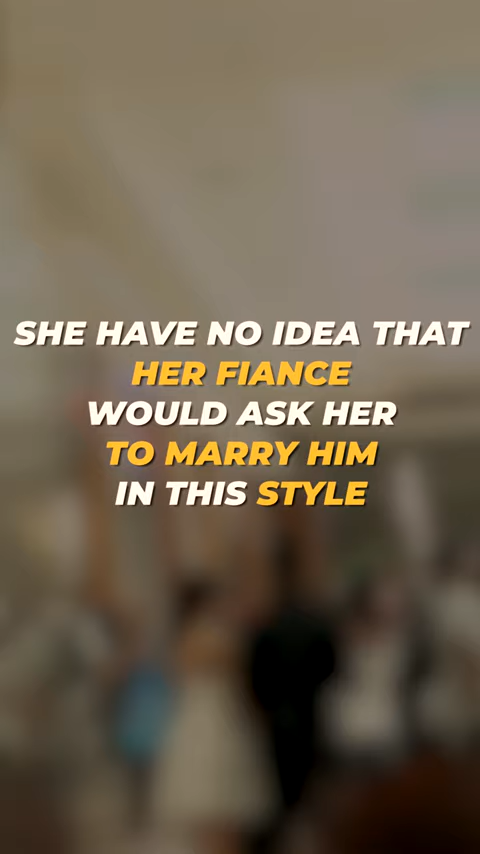 SHE HAVE NO IDEA THAT
HER FIANCE
WOULD ASK HER
TO MARRY HIM
IN THIS STYLE